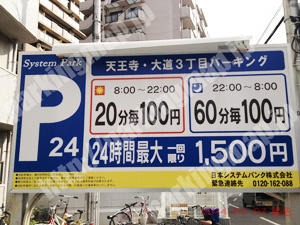 System Park
天王寺・大道3丁目パーキング
P
24
8:00〜22:00
20分毎100円
22:00〜8:00
60分毎100円
24時間最大 一回限り 1,500円
日本システムバンク株式会社
緊急連絡先 0120-162-088